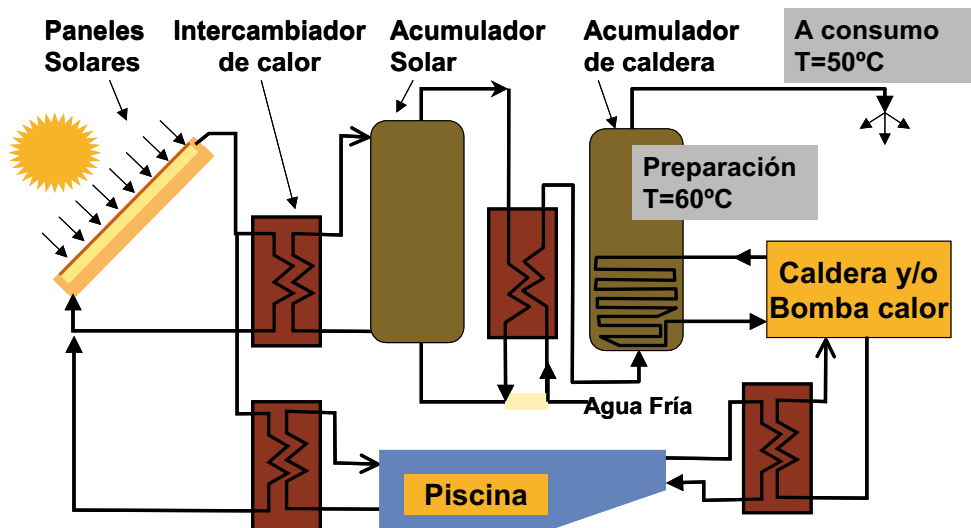 Paneles
Solares
Intercambiador
de calor
Acumulador
Solar
Acumulador
de caldera
A consumo
T=50ºC
Preparación
T=60ºC
Caldera y/o
Bomba calor
Agua Fría
Piscina